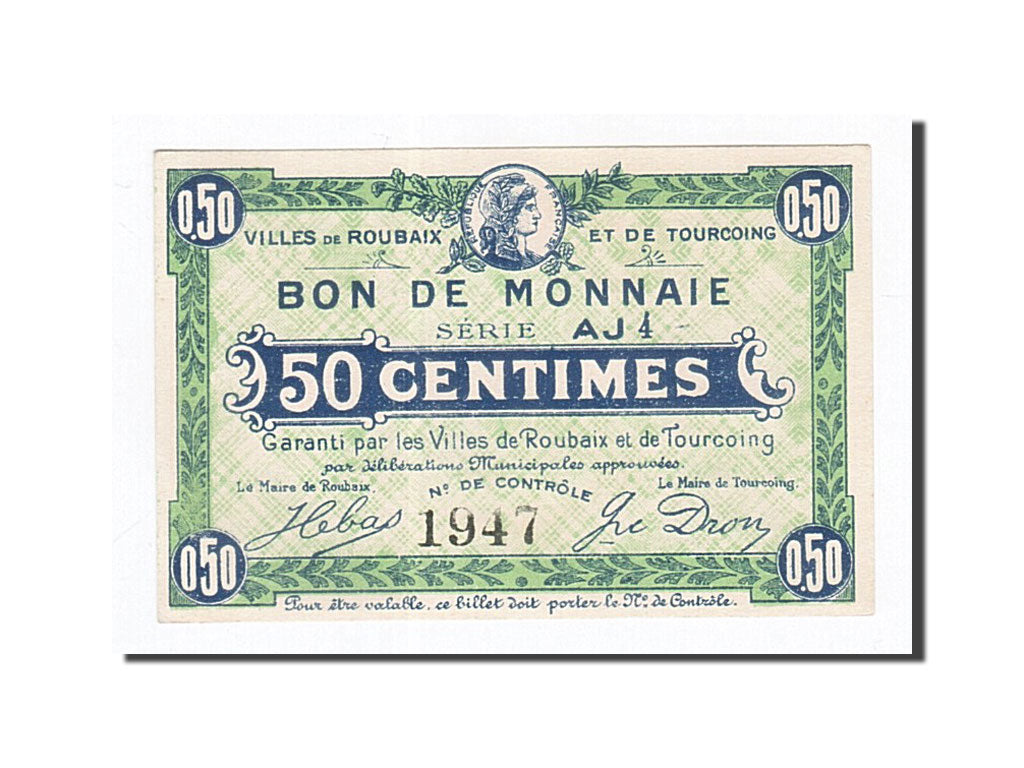 0.50 0.50
RÉPUBLIQUE FRANÇAISE
VILLES DE ROUBAIX ET DE TOURCOING
BON DE MONNAIE
SÉRIE AJ 4
50 CENTIMES
Garanti par les Villes de Roubaix et de Tourcoing
par délibérations Municipales approuvées.
Le Maire de Roubaix, N° DE CONTRÔLE Le Maire de Tourcoing,
1947 Dron
0.50 0.50
Pour être valable, ce billet doit porter le N° de Contrôle.